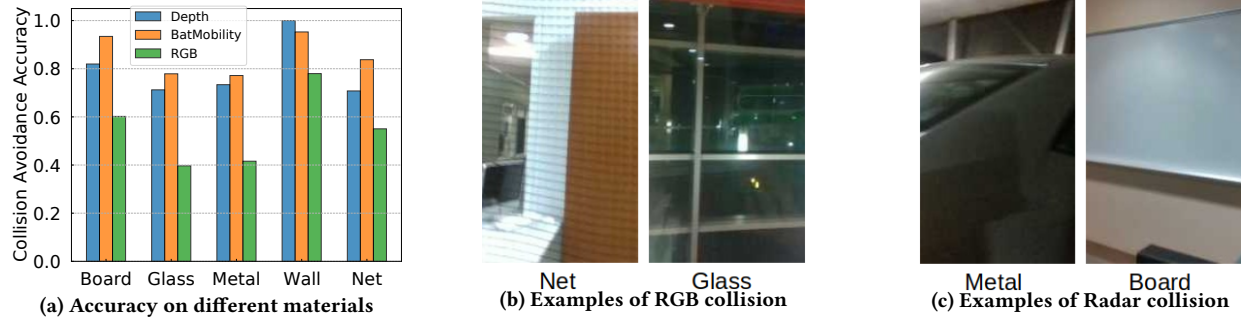 Collision Avoidance Accuracy
1.0
0.8
0.6
0.4
0.2
0.0
Depth
BatMobility
RGB
Board Glass Metal Wall Net
(a) Accuracy on different materials
Net Glass
(b) Examples of RGB collision
Metal Board
(c) Examples of Radar collision